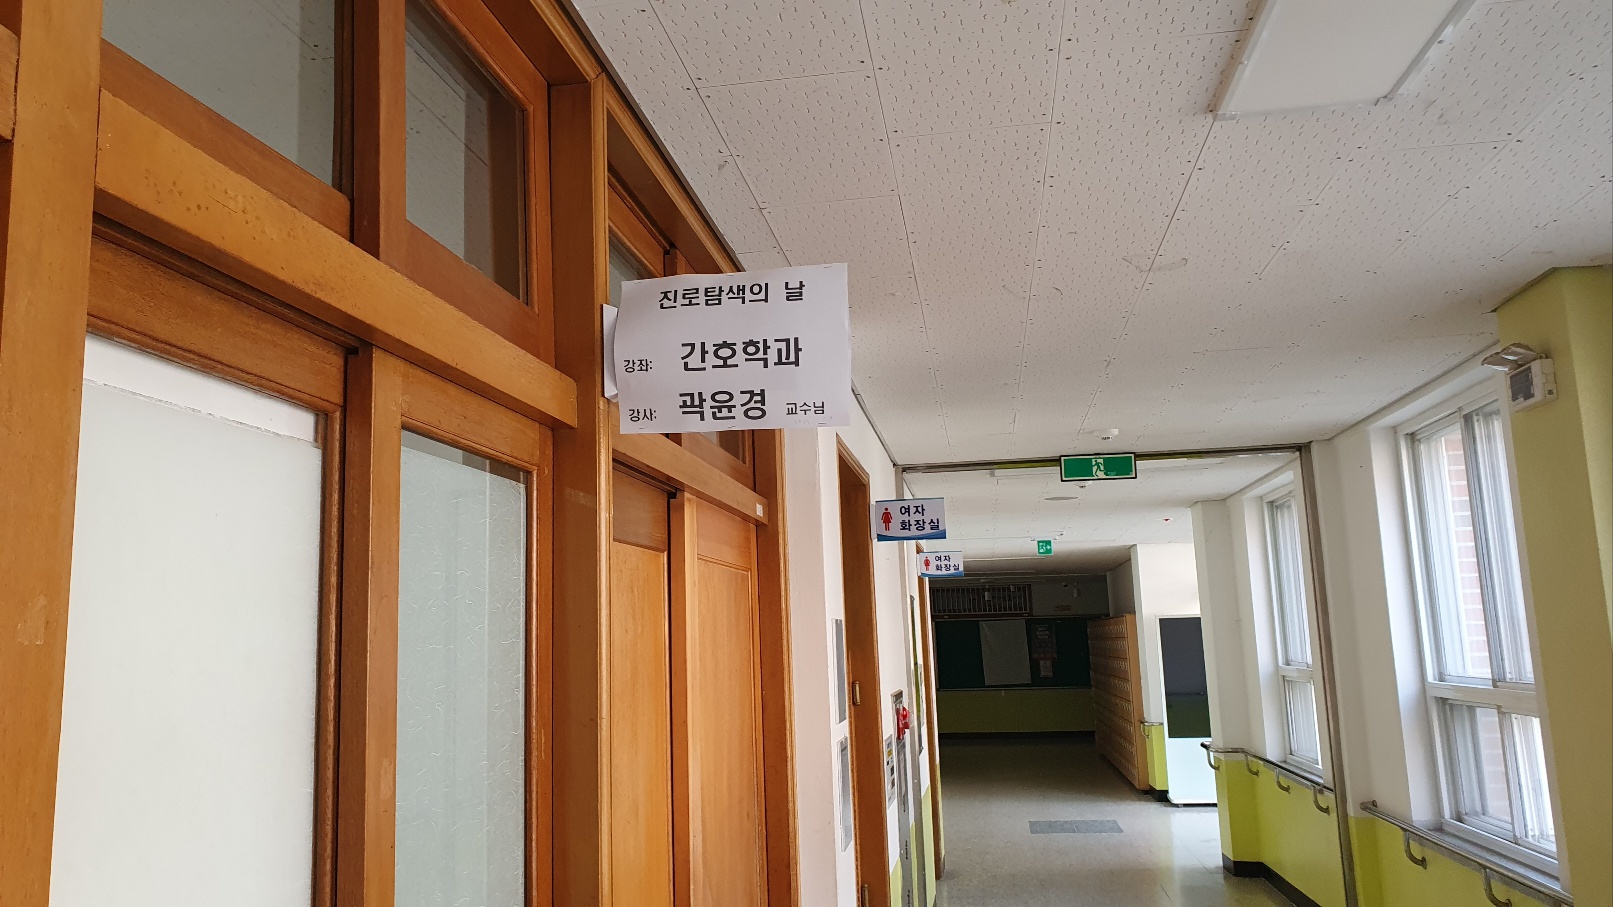 진로탐색의 날
강좌: 간호학과
강사: 곽윤경 교수님
여자
화장실
여자
화장실